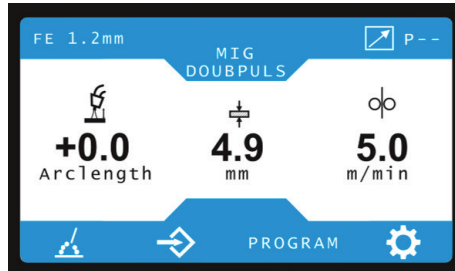 FE 1.2mm
MIG
DOUBPULS
P--
+0.0
Arclength
4.9
mm
5.0
m/min
PROGRAM